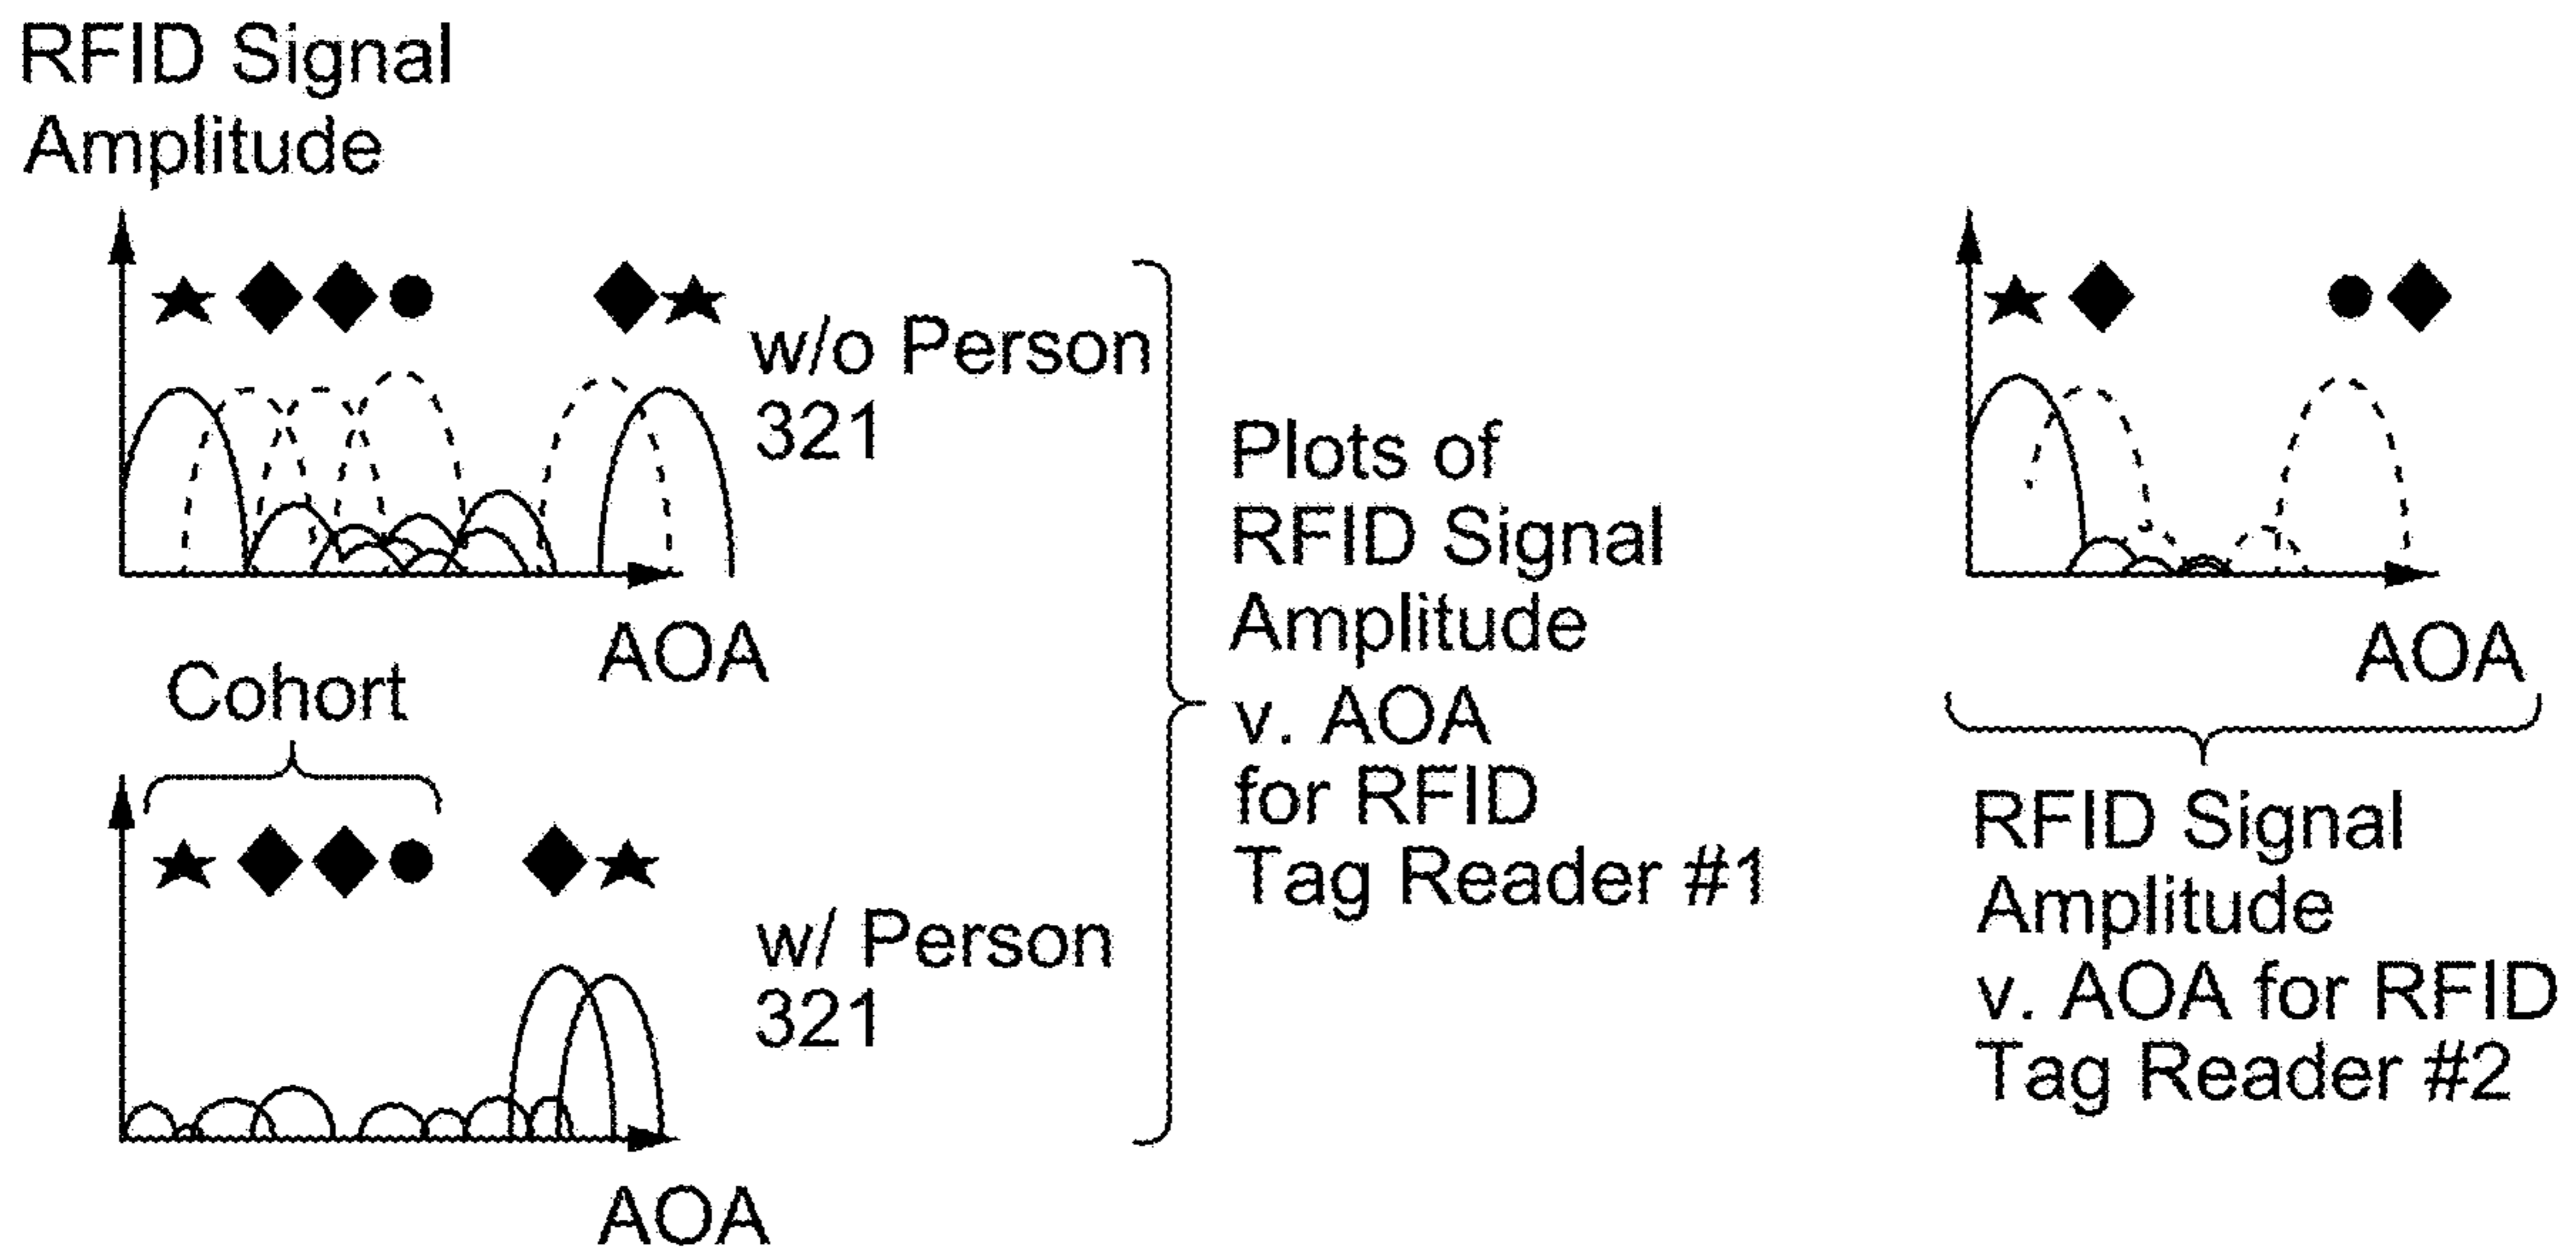 RFID Signal
Amplitude
w/o Person
321
AOA
Cohort
w/ Person
321
AOA
Plots of
RFID Signal
Amplitude
v. AOA
for RFID
Tag Reader #1
AOA
RFID Signal
Amplitude
v. AOA for RFID
Tag Reader #2